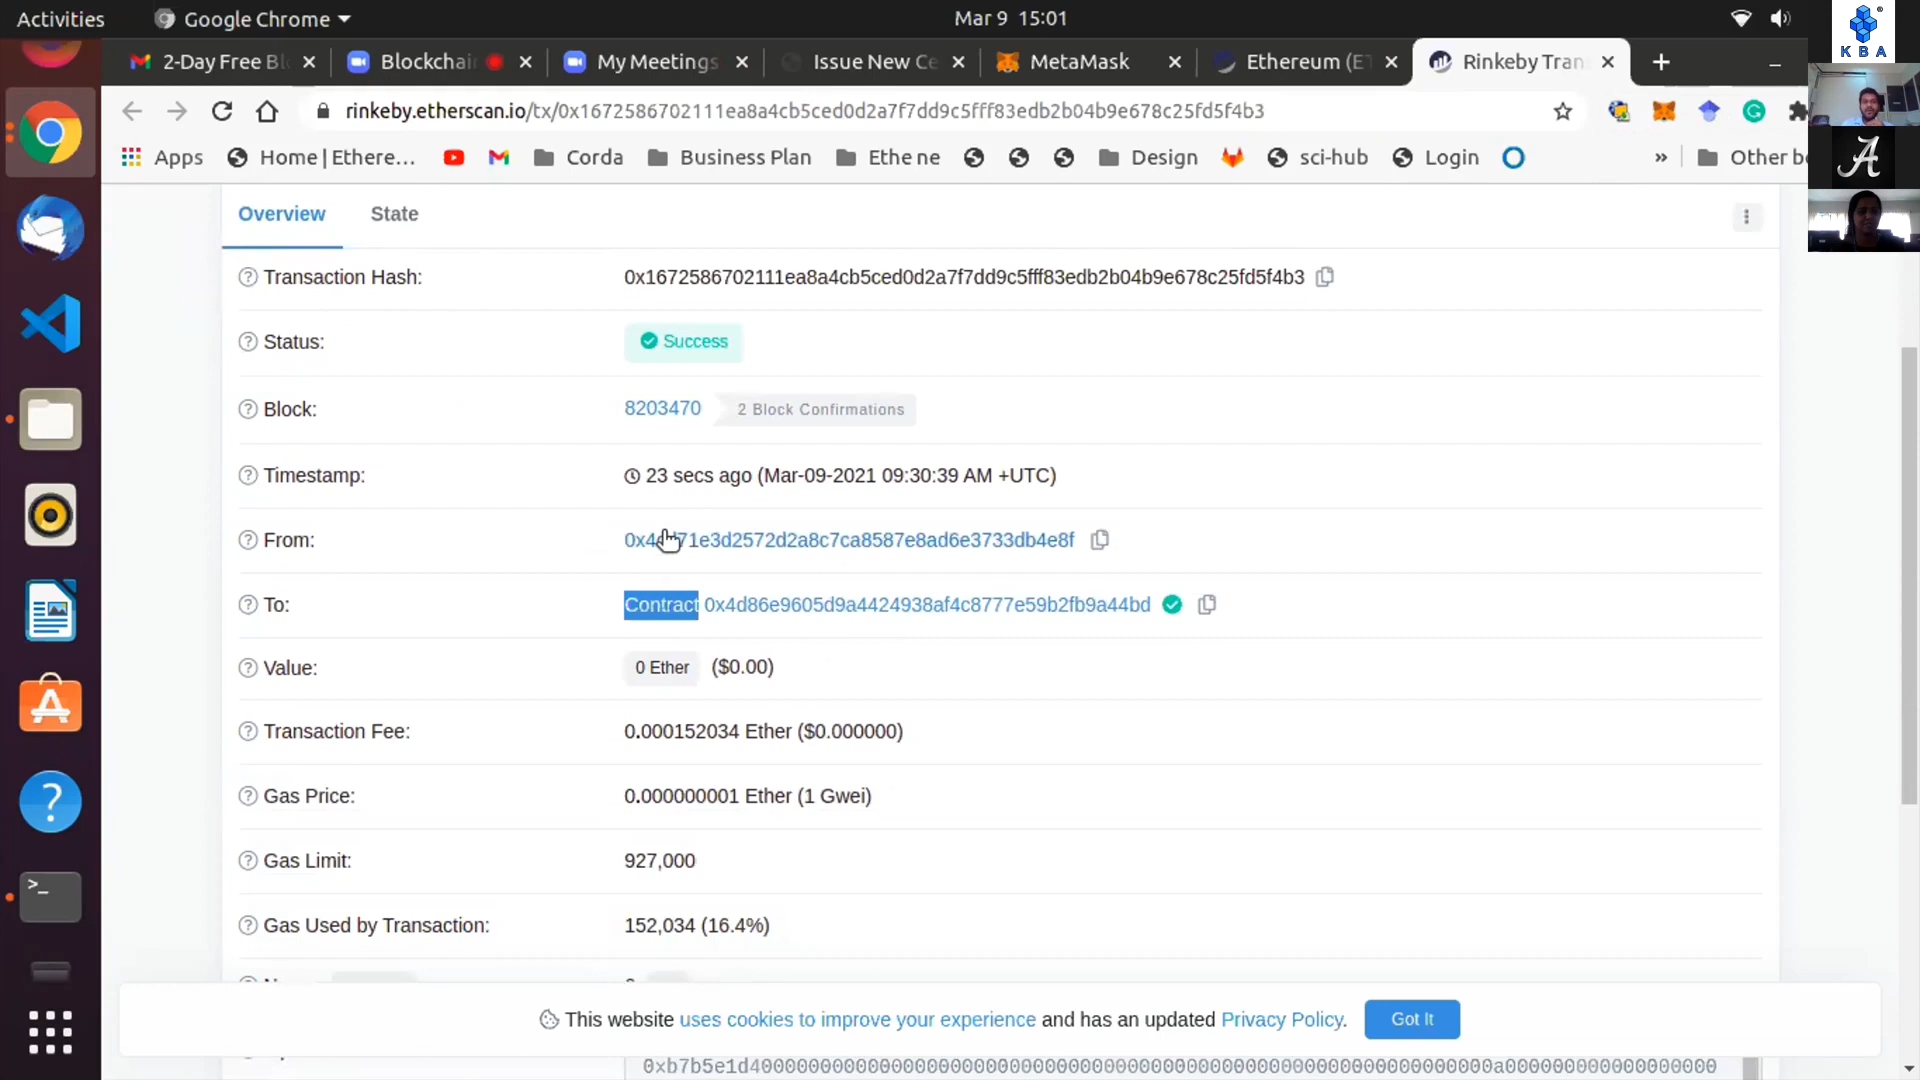 Activities
Google Chrome
Mar 9 15:01
KBA
2-Day Free Bl
Blockchain
My Meetings
Issue New Ce
MetaMask
Ethereum (ET
Rinkeby Tran
rinkeby.etherscan.io/tx/0x1672586702111ea8a4cb5ced0d2a7f7dd9c5fff83edb2b04b9e678c25fd5f4b3
Apps
Home | Ethere...
Corda
Business Plan
Ethe ne
Design
sci-hub
Login
»
Other bo
Overview
State
Transaction Hash: 0x1672586702111ea8a4cb5ced0d2a7f7dd9c5fff83edb2b04b9e678c25fd5f4b3
Status: Success
Block: 8203470 2 Block Confirmations
Timestamp: 23 secs ago (Mar-09-2021 09:30:39 AM +UTC)
From:
To: Contract 0x4d86e9605d9a4424938af4c8777e59b2fb9a44bd
Value: 0 Ether ($0.00)
Transaction Fee: 0.000152034 Ether ($0.000000)
Gas Price: 0.000000001 Ether (1 Gwei)
Gas Limit: 927,000
Gas Used by Transaction: 152,034 (16.4%)
This website uses cookies to improve your experience and has an updated Privacy Policy. Got It